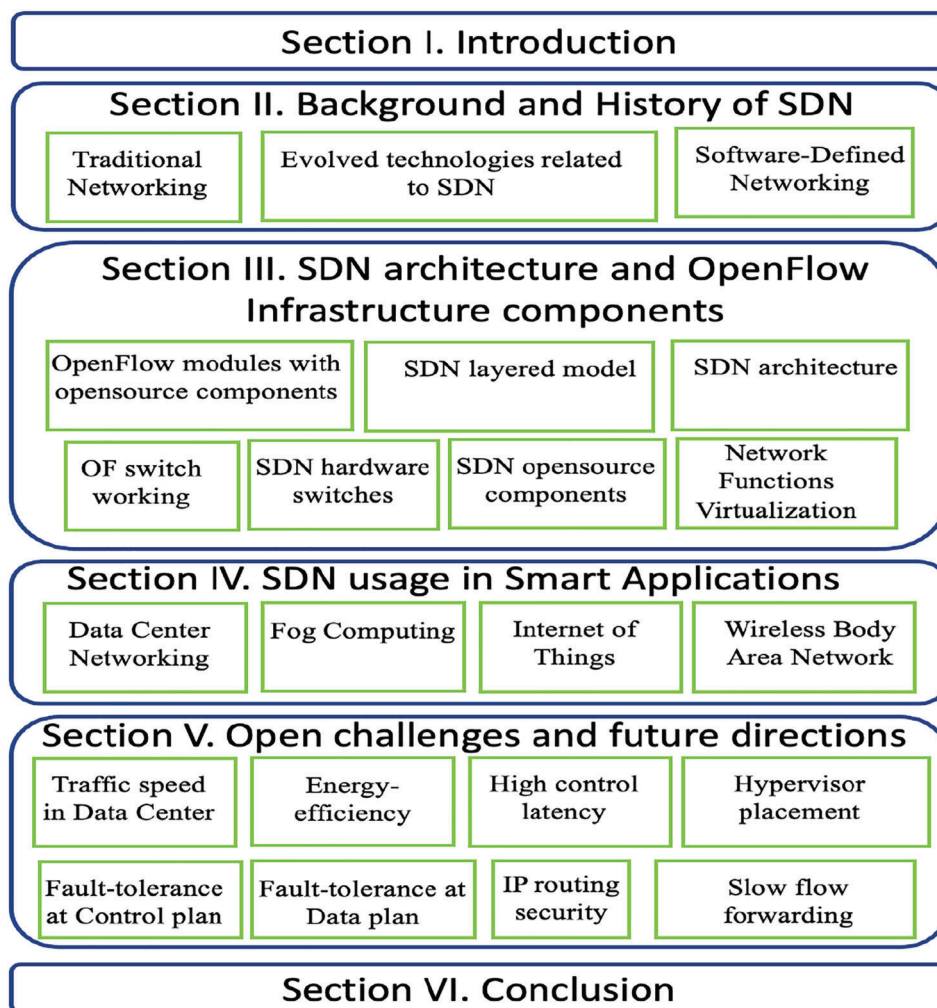 Section I. Introduction
Section II. Background and History of SDN
Traditional
Networking
Evolved technologies related
to SDN
Software-Defined
Networking
Section III. SDN architecture and OpenFlow
Infrastructure components
OpenFlow modules with
opensource components
SDN layered model
SDN architecture
OF switch
working
SDN hardware
switches
SDN opensource
components
Network
Functions
Virtualization
Section IV. SDN usage in Smart Applications
Data Center
Networking
Fog Computing
Internet of
Things
Wireless Body
Area Network
Section V. Open challenges and future directions
Traffic speed
in Data Center
Energy-
efficiency
High control
latency
Hypervisor
placement
Fault-tolerance
at Control plan
Fault-tolerance at
Data plan
IP routing
security
Slow flow
forwarding
Section VI. Conclusion